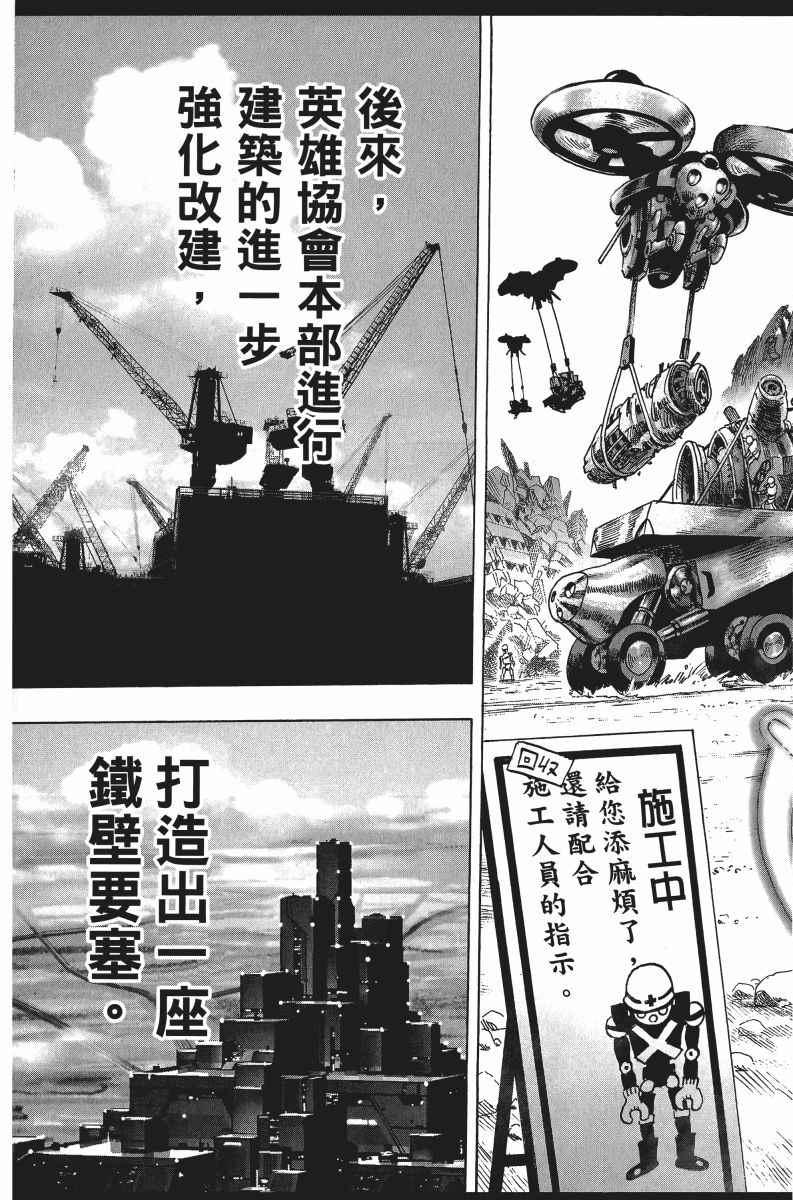 回收
施工中
給您添麻煩了，
還請配合
施工人員的指示。
後來，
英雄協會本部進行
建築的進一步
強化改建，
打造出一座
鐵壁要塞。